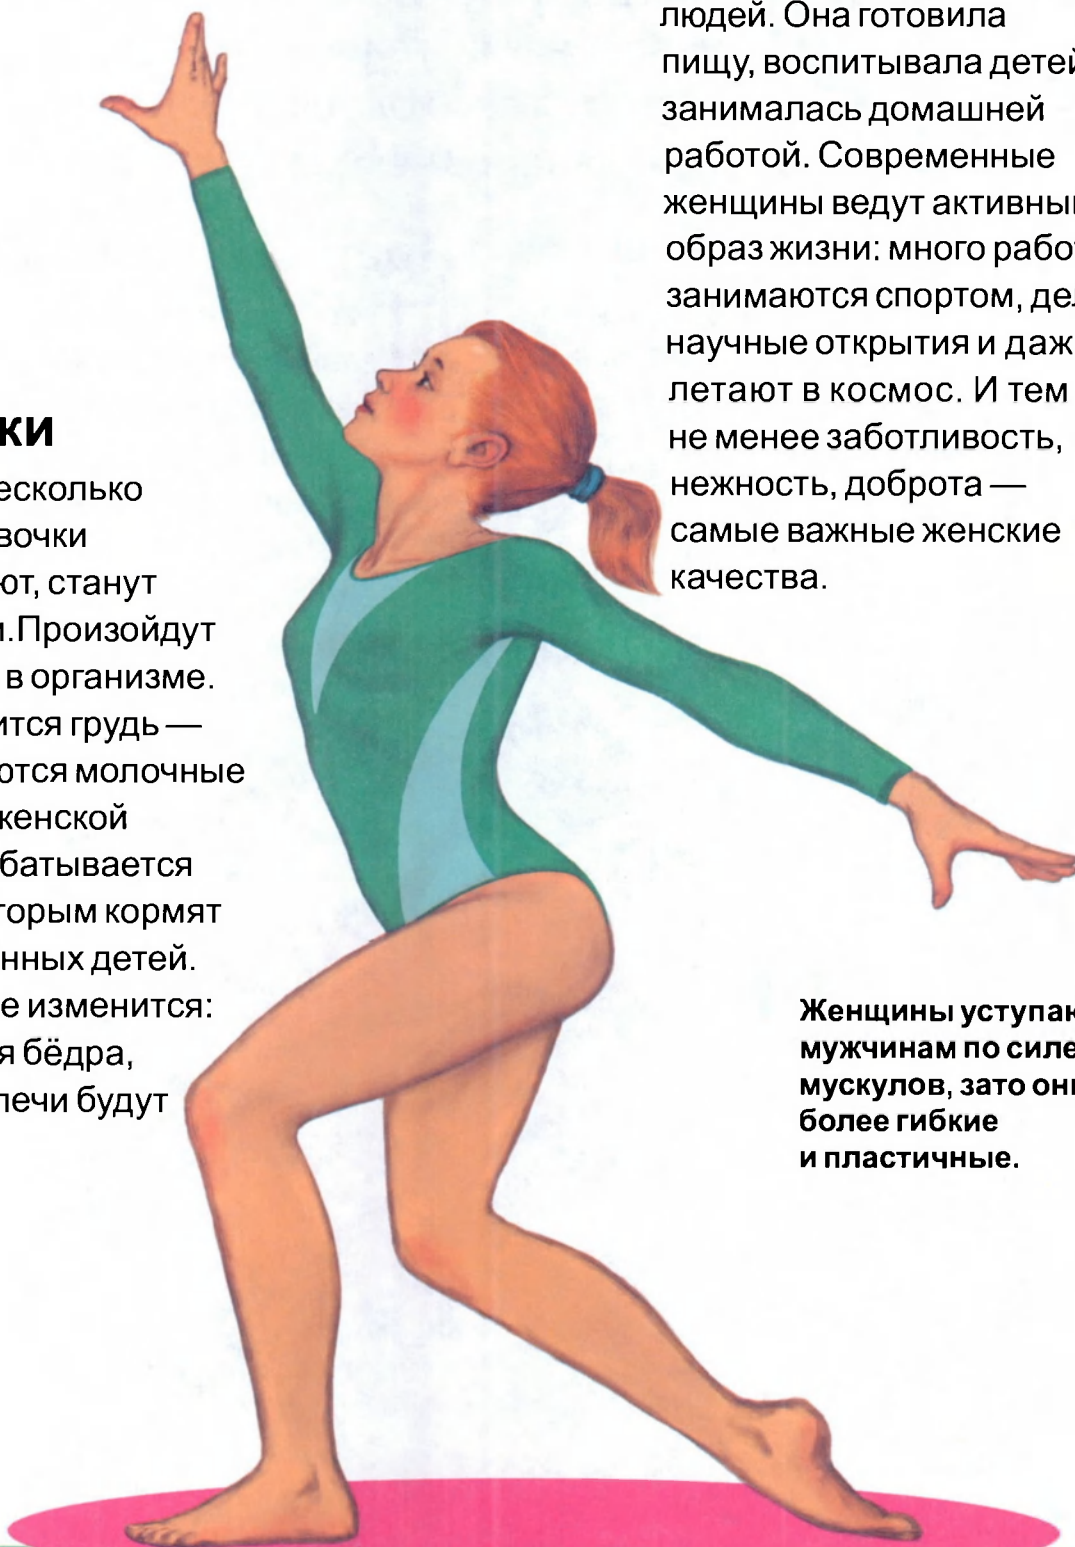 ки
есколько
вочки
ют, станут
и.Произойдут
в организме.
ится грудь —
ются молочные
женской
батывается
торым кормят
нных детей.
е изменится:
я бёдра,
лечи будут
людей. Она готовила
пищу, воспитывала детей
занималась домашней
работой. Современные
женщины ведут активны
образ жизни: много рабо
занимаются спортом, дел
научные открытия и даж
летают в космос. И тем
не менее заботливость,
нежность, доброта —
самые важные женские
качества.
Женщины уступаю
мужчинам по силе
мускулов, зато они
более гибкие
и пластичные.